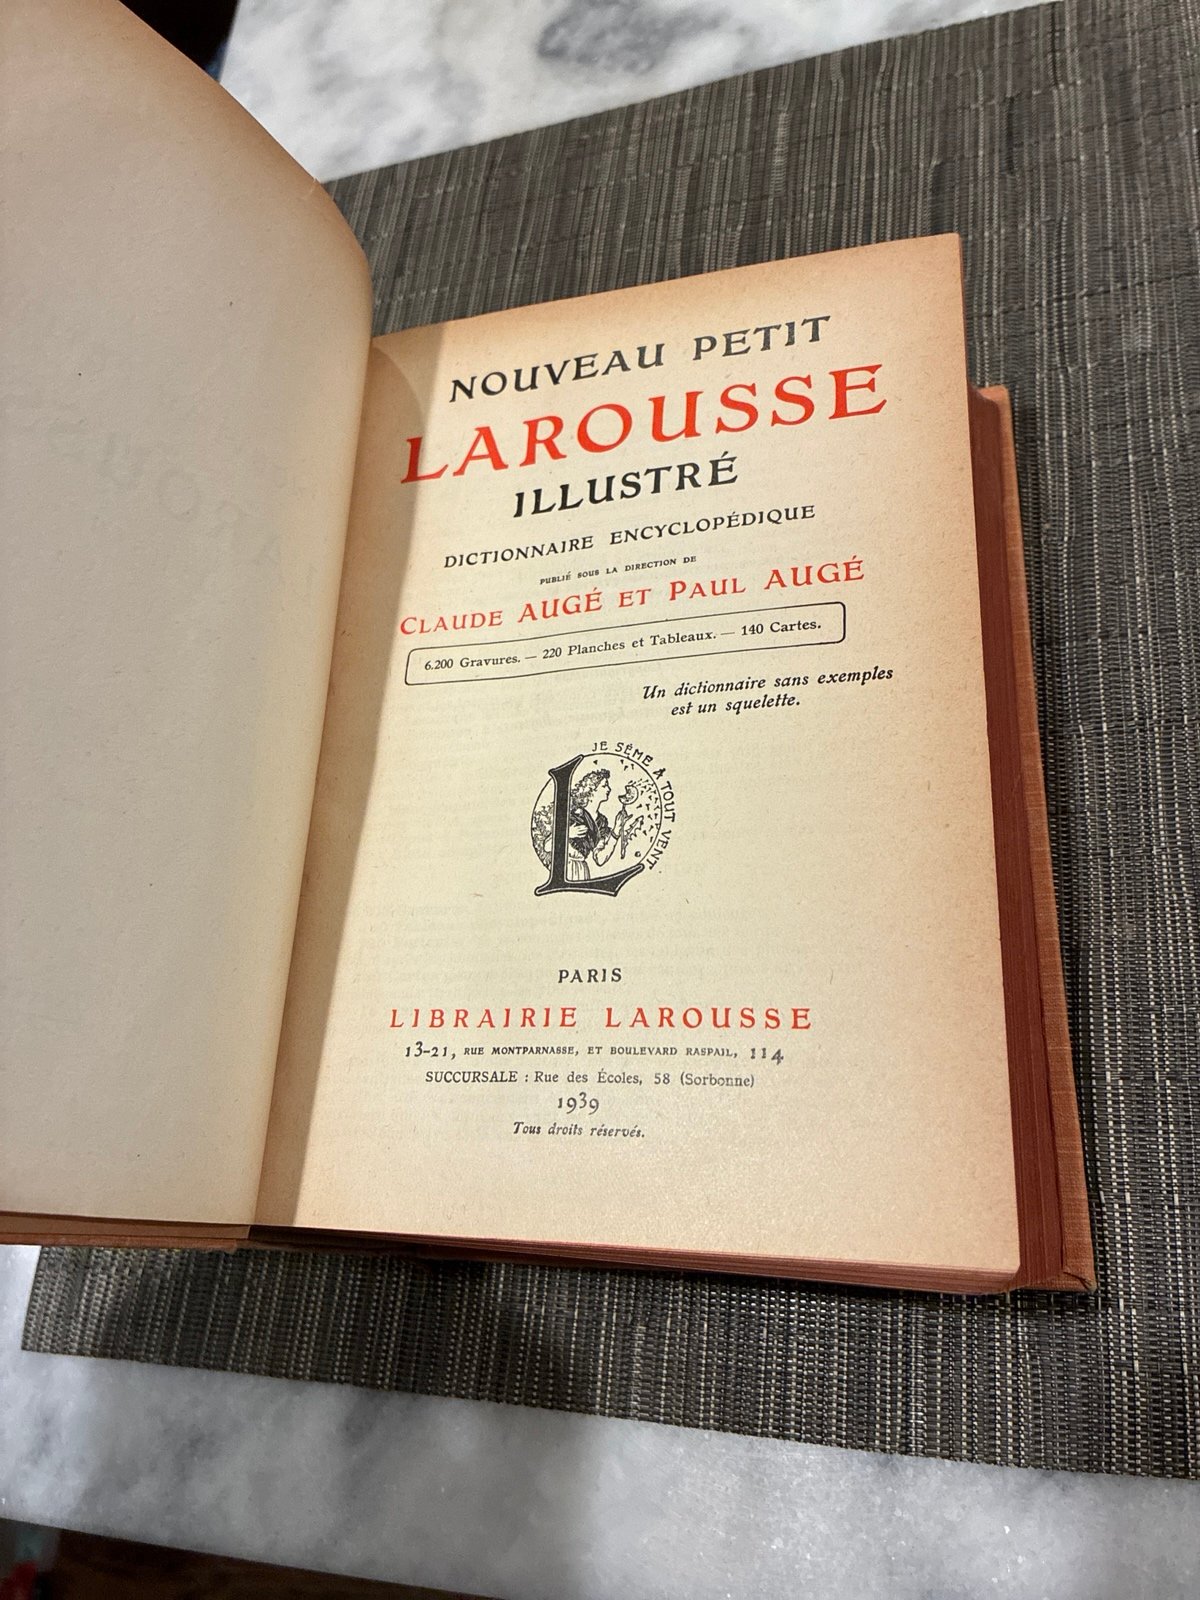 NOUVEAU PETIT
LAROUSSE
ILLUSTRÉ
DICTIONNAIRE ENCYCLOPÉDIQUE
PUBLIÉ SOUS LA DIRECTION DE
CLAUDE AUGÉ ET PAUL AUGÉ
6.200 Gravures. — 220 Planches et Tableaux. — 140 Cartes.
Un dictionnaire sans exemples
est un squelette.
JE SÈME À TOUT VENT
L
PARIS
LIBRAIRIE LAROUSSE
13-21, RUE MONTPARNASSE, ET BOULEVARD RASPAIL, 114
SUCCURSALE : Rue des Écoles, 58 (Sorbonne)
1939
Tous droits réservés.